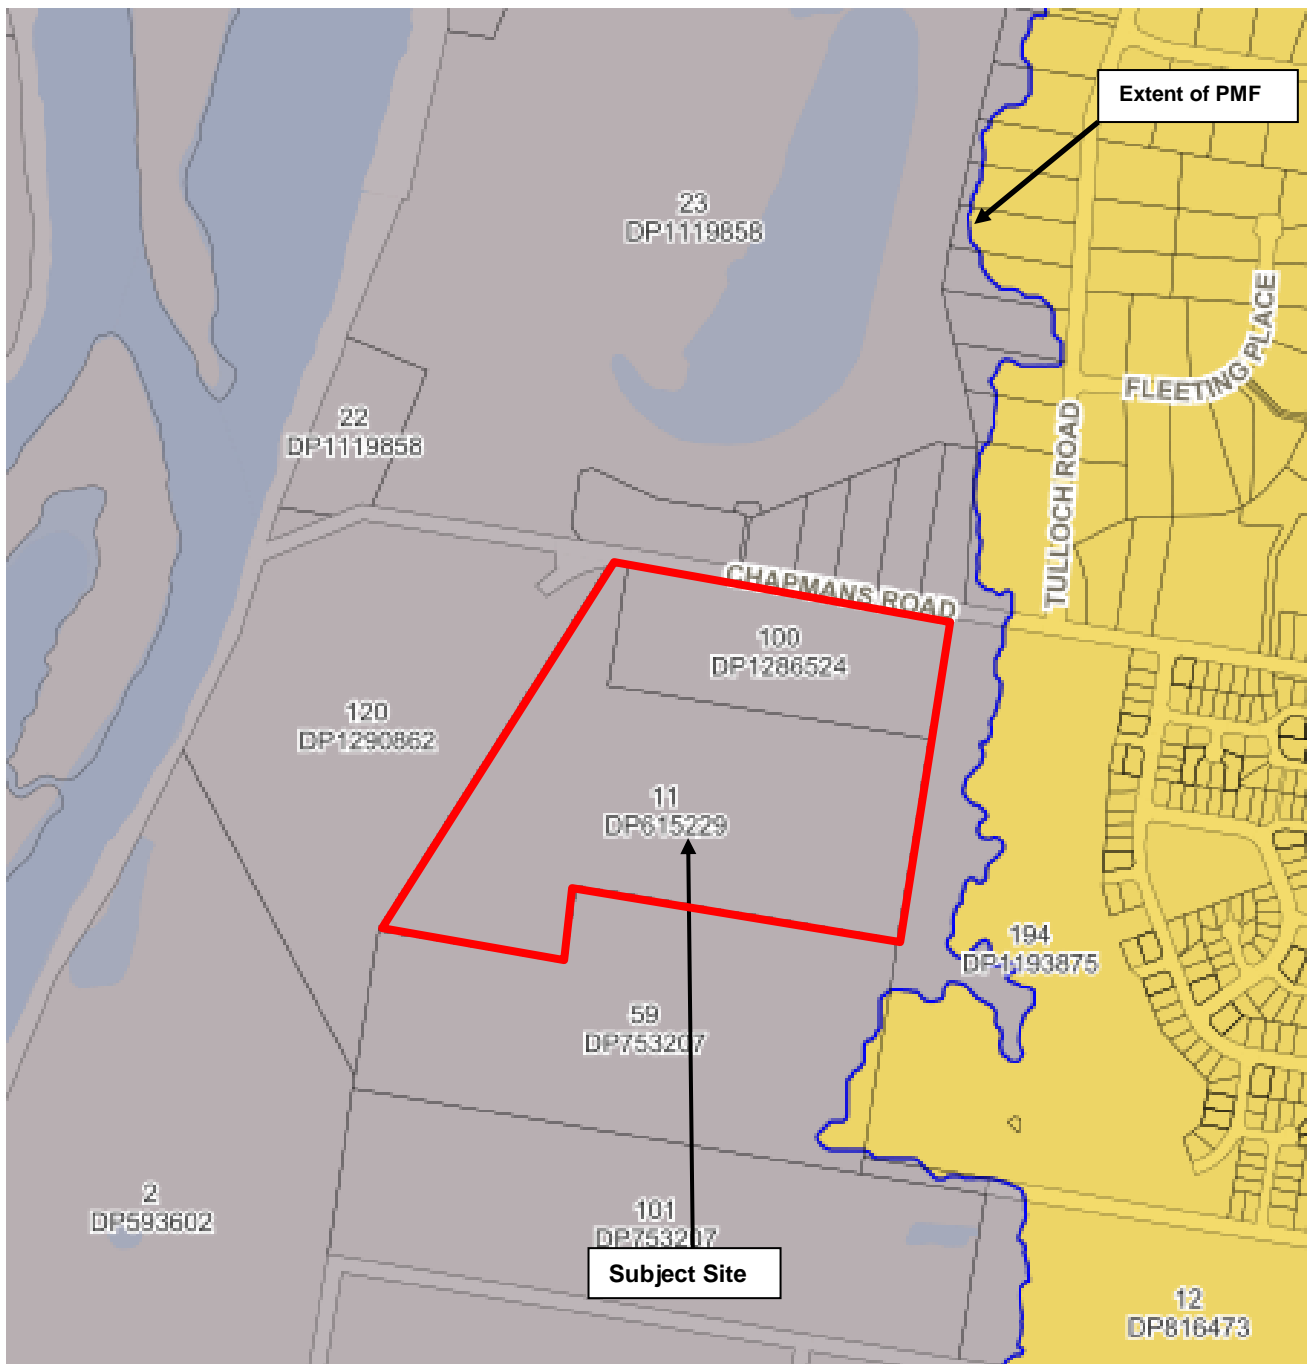 Extent of PMF
23
DP1119858
FLEETING PLACE
22
DP1119858
TULLOCH ROAD
CHAPMANS ROAD
100
DP1286524
120
DP1290862
11
DP615229
194
DP1193875
59
DP753207
2
DP593602
101
DP753207
Subject Site
12
DP816473